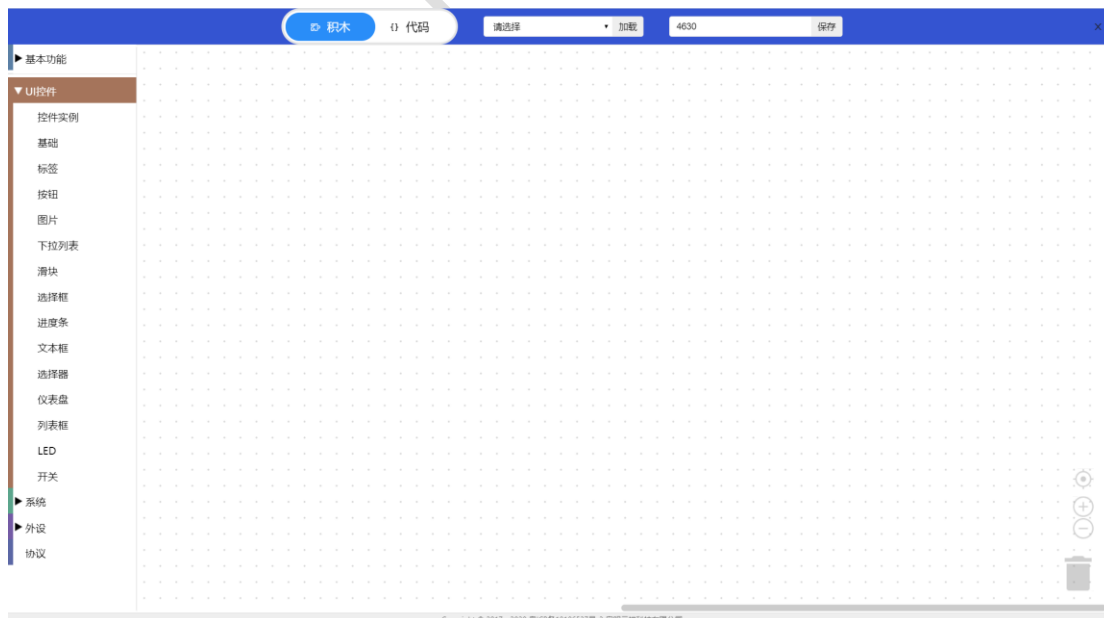 积木 {} 代码 请选择 加载 4630 保存
基本功能
UI控件
控件实例
基础
标签
按钮
图片
下拉列表
滑块
选择框
进度条
文本框
选择器
仪表盘
列表框
LED
开关
系统
外设
协议